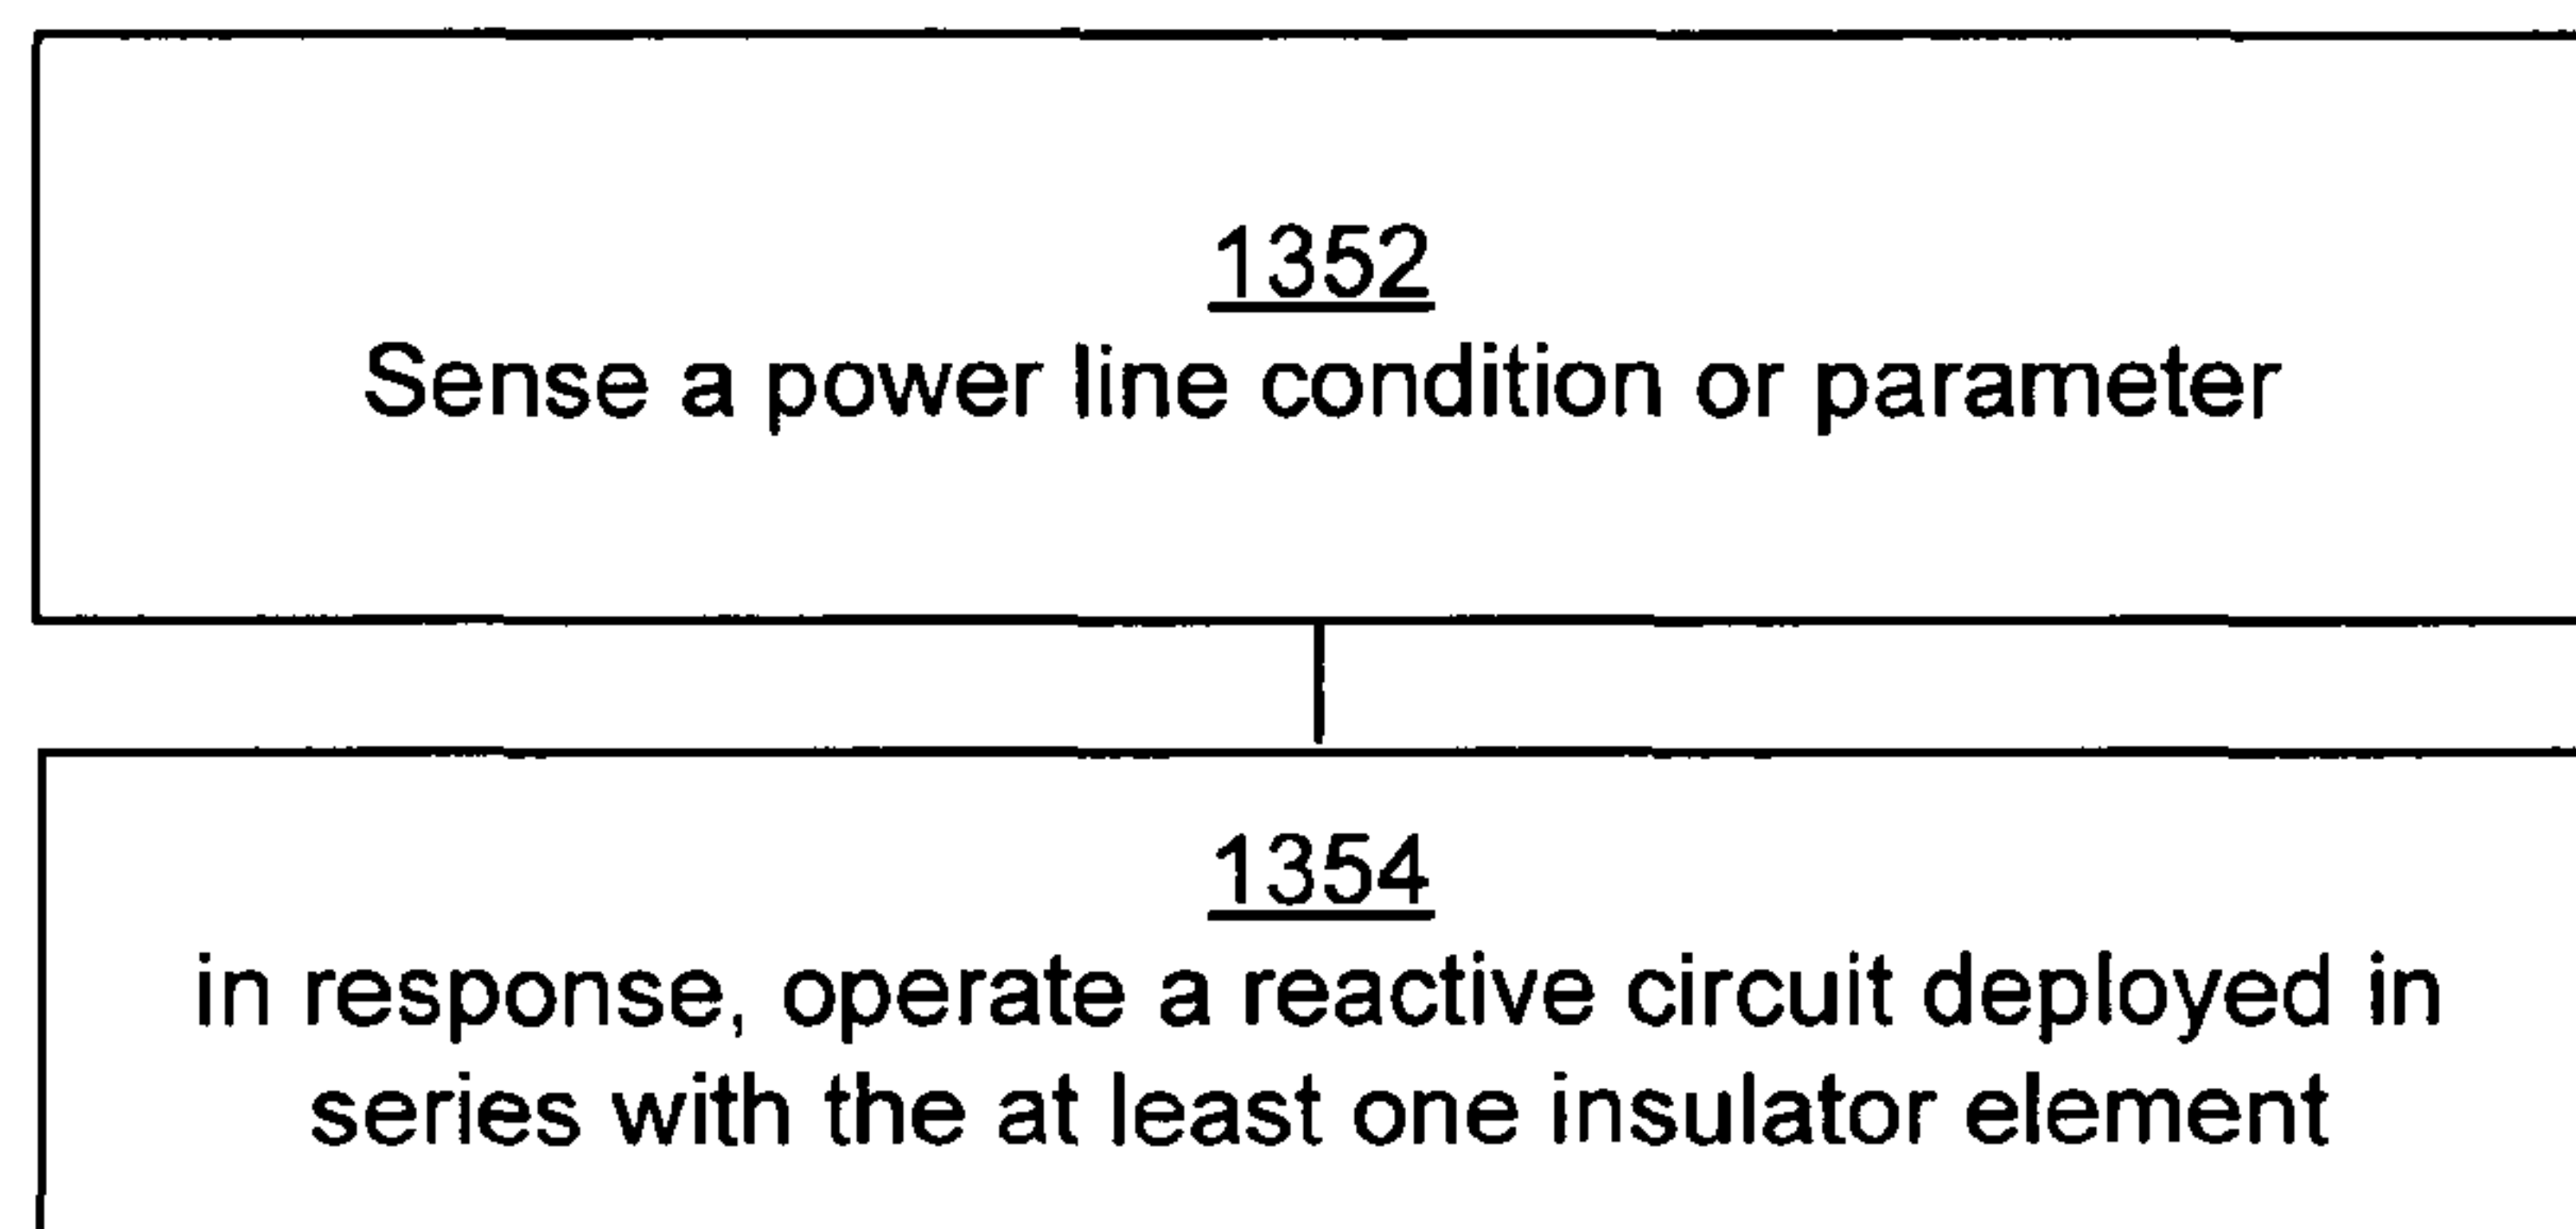 1352
Sense a power line condition or parameter
1354
in response, operate a reactive circuit deployed in
series with the at least one insulator element